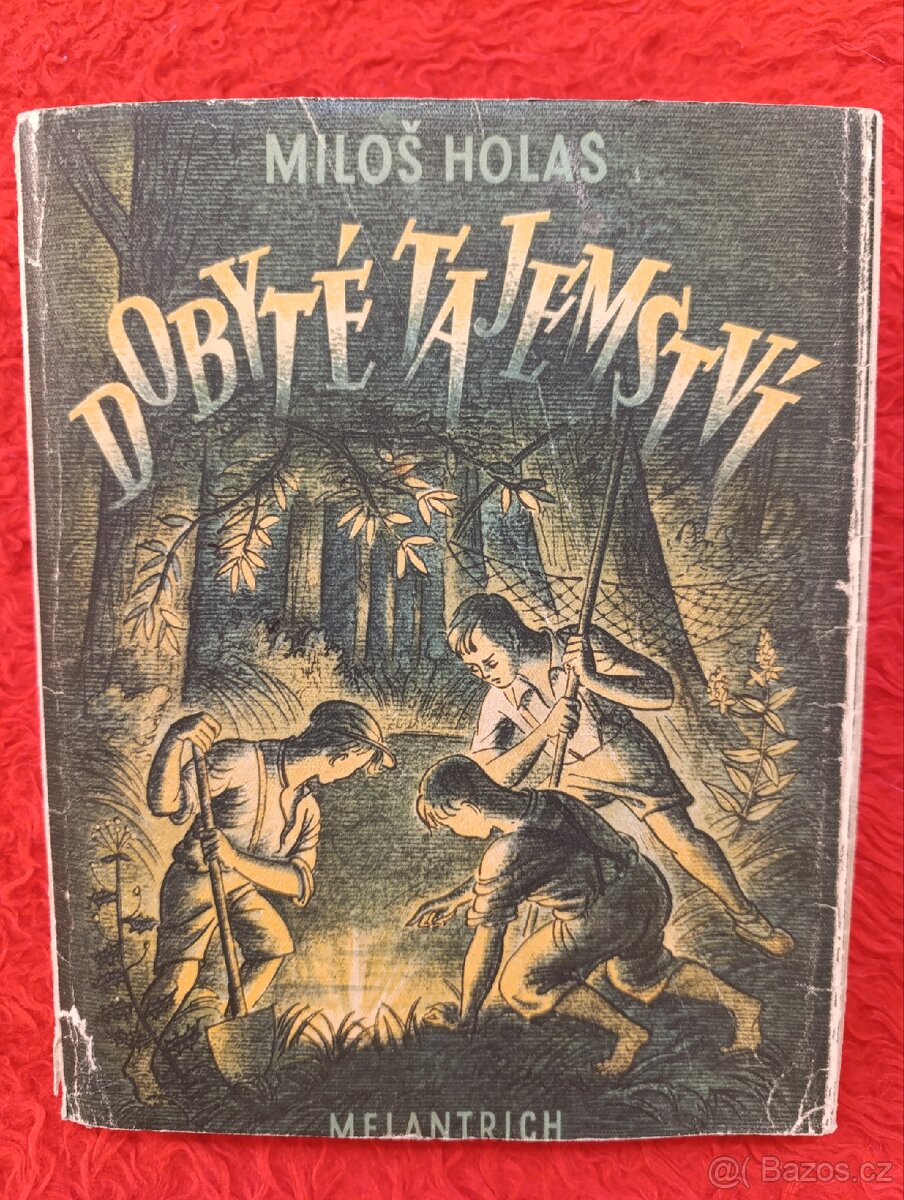 MILOŠ HOLAS
DOBYTÉ TAJEMSTVÍ
MELANTRICH
@( Bazos.cz